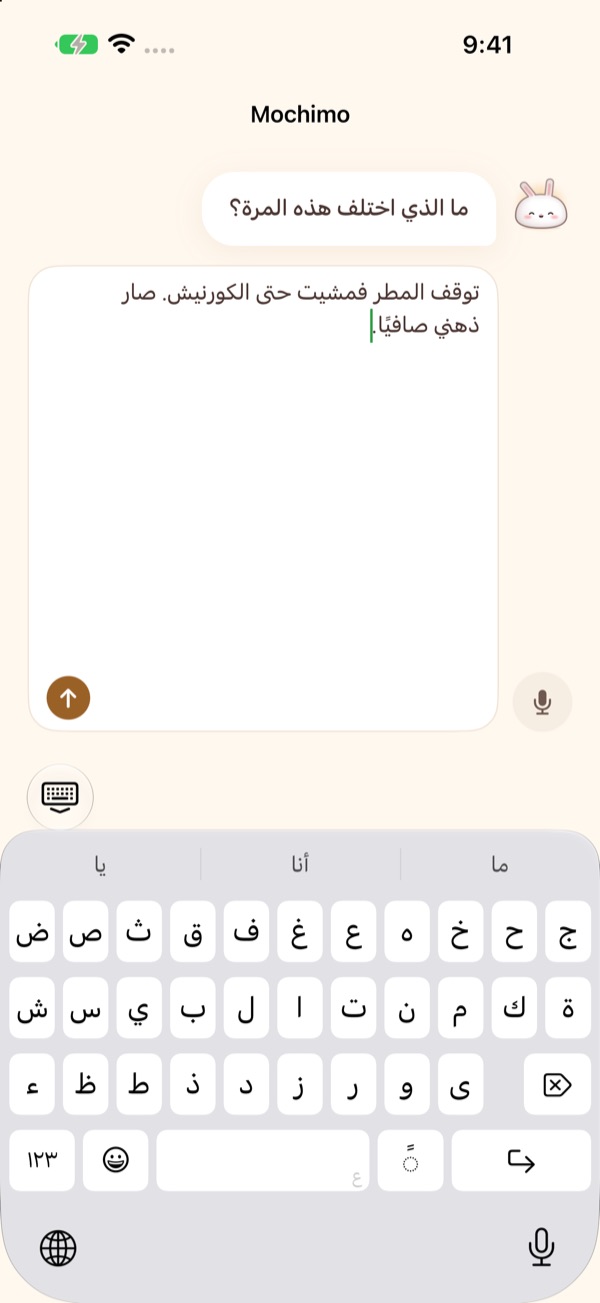 9:41
Mochimo
ما الذي اختلف هذه المرة؟
توقف المطر فمشيت حتى الكورنيش. صار
ذهني صافيًا.
ما أنا يا
ض ص ث ق ف غ ع ه خ ح ج
ش س ي ب ل ا ت ن م ك ة
ء ظ ط ذ د ز ر و ى
١٢٣
ع